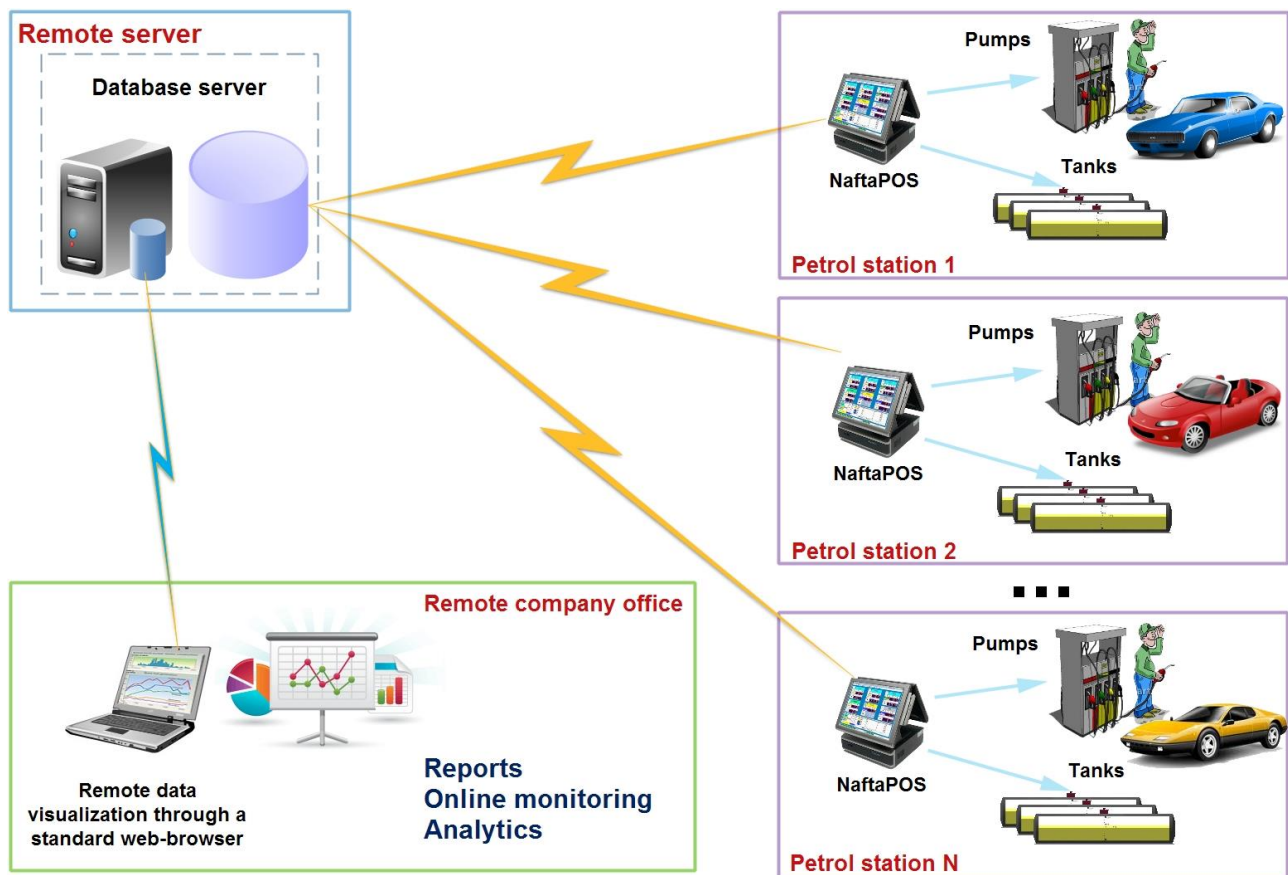 Remote server
Database server
Pumps
NaftaPOS
Tanks
Petrol station 1
Pumps
NaftaPOS
Tanks
Petrol station 2
...
Remote company office
Remote data
visualization through a
standard web-browser
Reports
Online monitoring
Analytics
Pumps
NaftaPOS
Tanks
Petrol station N